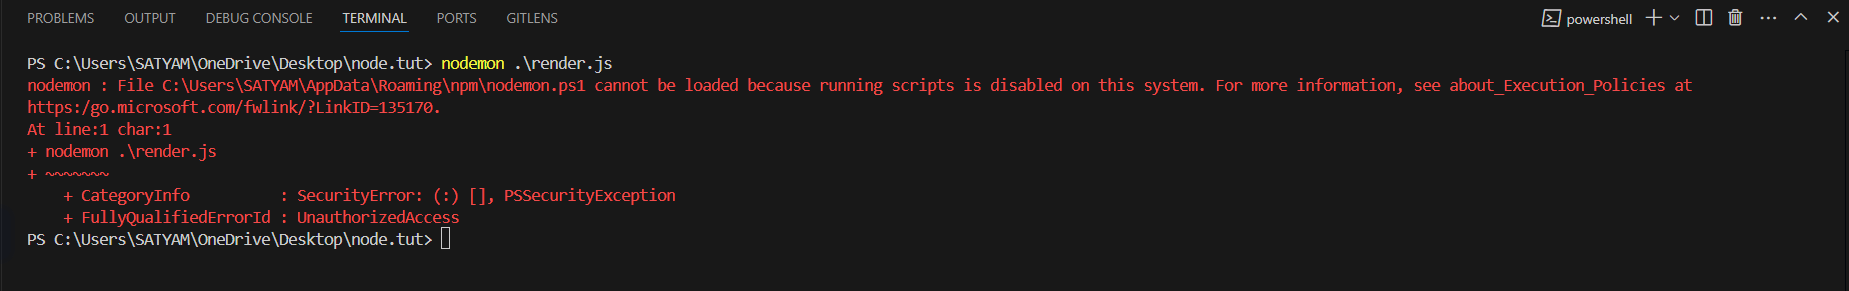 PROBLEMS OUTPUT DEBUG CONSOLE TERMINAL PORTS GITLENS powershell
PS C:\Users\SATYAM\OneDrive\Desktop\node.tut> nodemon .\render.js
nodemon : File C:\Users\SATYAM\AppData\Roaming\npm\nodemon.ps1 cannot be loaded because running scripts is disabled on this system. For more information, see about_Execution_Policies at
https:/go.microsoft.com/fwlink/?LinkID=135170.
At line:1 char:1
+ nodemon .\render.js
+ ~~~~~~~
    + CategoryInfo          : SecurityError: (:) [], PSSecurityException
    + FullyQualifiedErrorId : UnauthorizedAccess
PS C:\Users\SATYAM\OneDrive\Desktop\node.tut>